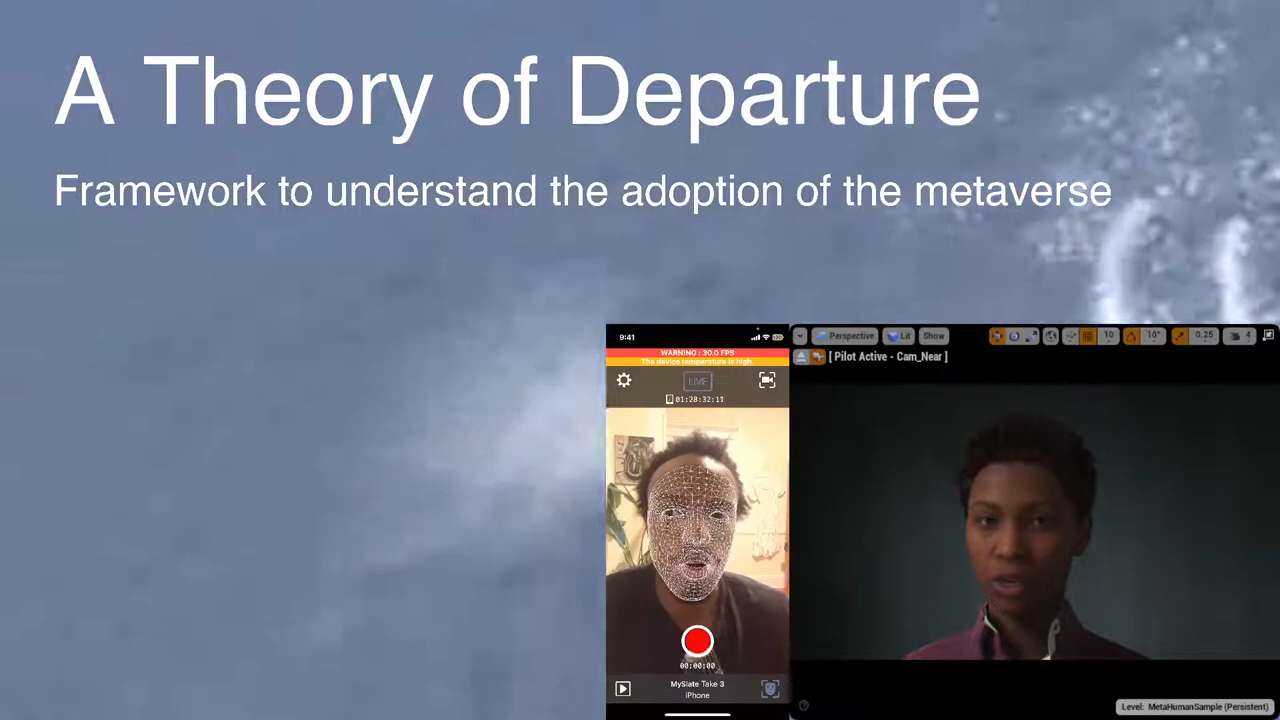 A Theory of Departure
Framework to understand the adoption of the metaverse
9:41
WARNING : 30.0 FPS
The device temperature is high.
LIVE
01:28:32:11
00:00:00
MySlate Take 3
iPhone
Perspective
Lit
Show
10
10°
0.25
4
[ Pilot Active - Cam_Near ]
Level: MetaHumanSample (Persistent)